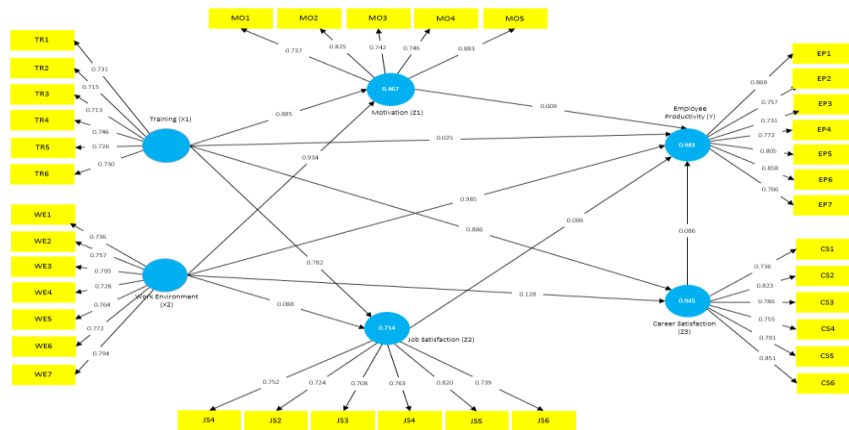 MO1
MO2
MO3
MO4
MO5
TR1
TR2
TR3
TR4
TR5
TR6
0.731
0.715
0.713
0.746
0.726
0.730
Training (X1)
0.737
0.825
0.742
0.746
0.883
0.467
Motivation (Z1)
0.885
0.009
0.025
0.934
0.985
0.886
0.782
0.086
0.086
0.088
0.128
Employee
Productivity (Y)
0.981
0.869
0.757
0.731
0.772
0.805
0.858
0.766
EP1
EP2
EP3
EP4
EP5
EP6
EP7
WE1
WE2
WE3
WE4
WE5
WE6
WE7
0.736
0.757
0.795
0.728
0.764
0.772
0.794
Work Environment
(X2)
0.714
Job Satisfaction (Z2)
0.752
0.724
0.708
0.763
0.820
0.739
JS4
JS2
JS3
JS4
JS5
JS6
0.945
Career Satisfaction
(Z3)
0.736
0.823
0.786
0.755
0.791
0.851
CS1
CS2
CS3
CS4
CS5
CS6